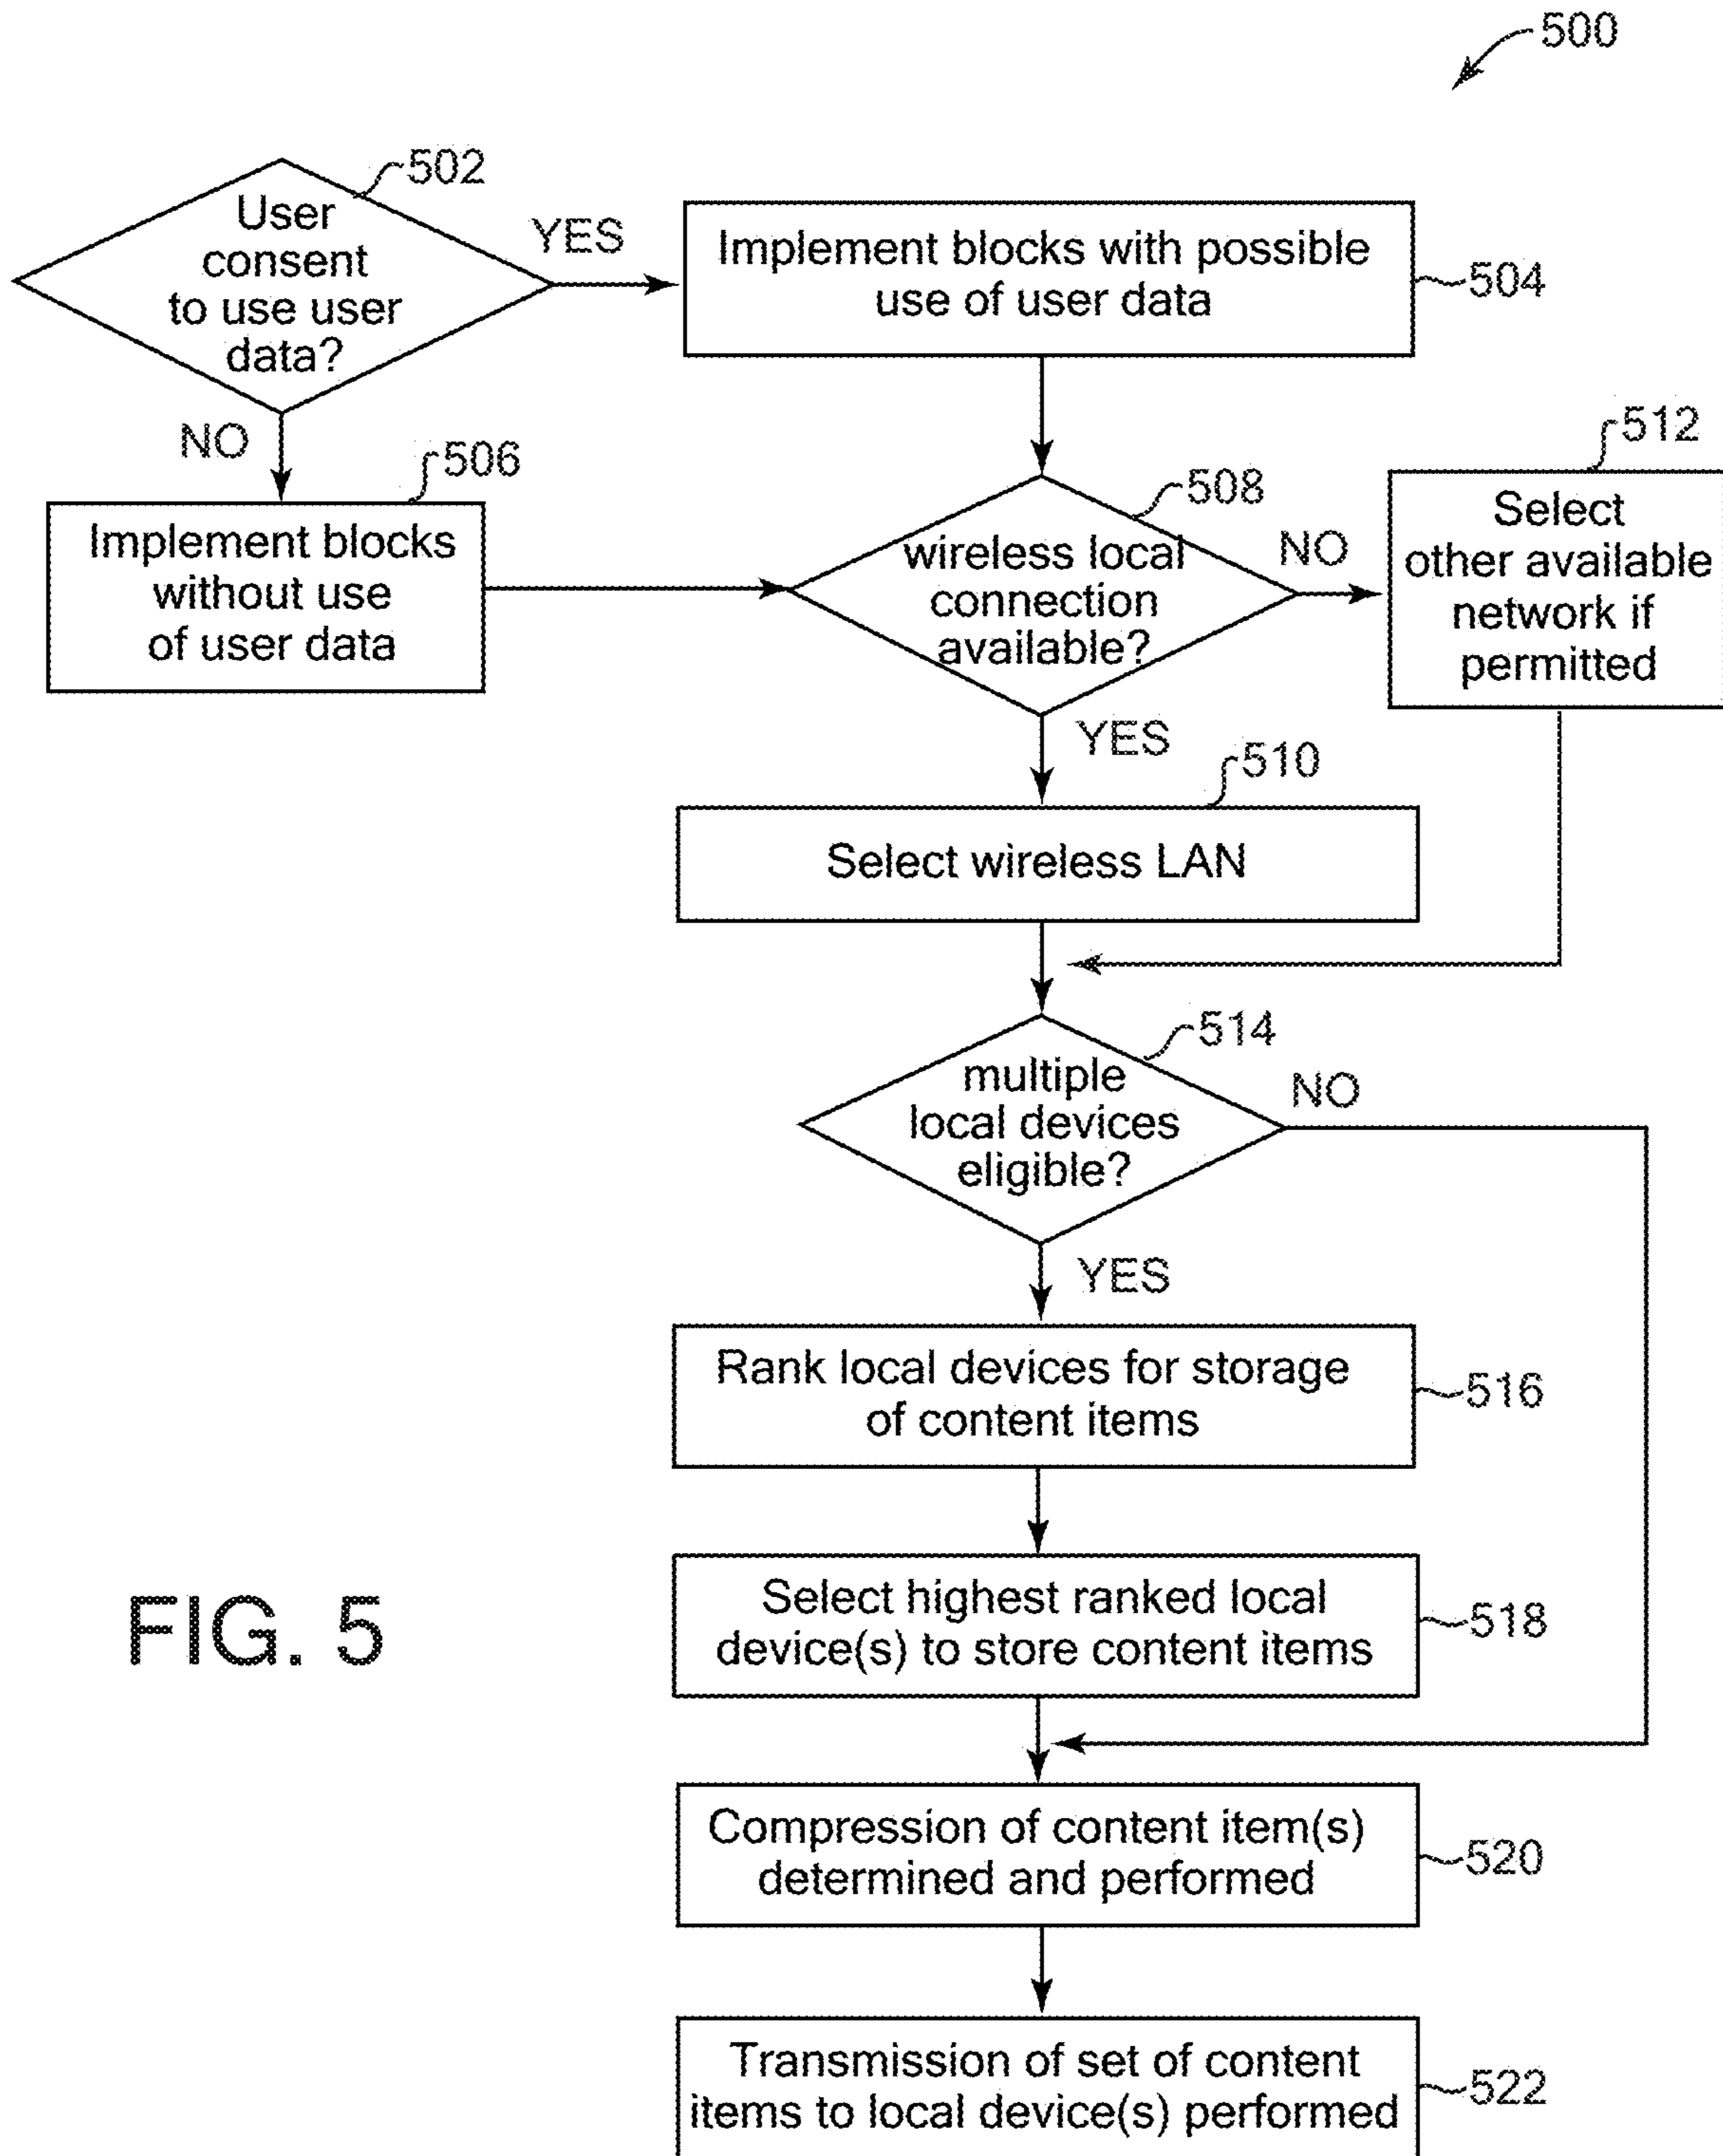 500
502
User
consent
to use user
data?
YES
Implement blocks with possible
use of user data
504
NO
506
Implement blocks
without use
of user data
508
wireless local
connection
available?
NO
512
Select
other available
network if
permitted
YES
510
Select wireless LAN
514
multiple
local devices
eligible?
NO
YES
Rank local devices for storage
of content items
516
Select highest ranked local
device(s) to store content items
518
FIG. 5
Compression of content item(s)
determined and performed
520
Transmission of set of content
items to local device(s) performed
522